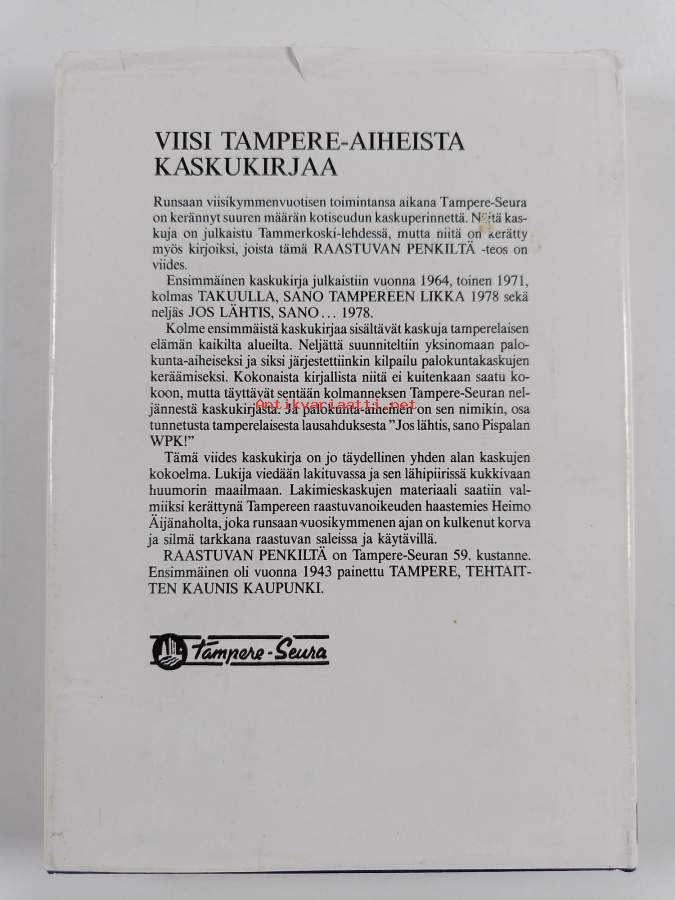 VIISI TAMPERE-AIHEISTA
KASKUKIRJAA
Runsaan viisikymmenvuotisen toimintansa aikana Tampere-Seura
on kerännyt suuren määrän kotiseudun kaskuperinnettä. Näitä kas-
kuja on julkaistu Tammerkoski-lehdessä, mutta niitä on kerätty
myös kirjoiksi, joista tämä RAASTUVAN PENKILTÄ -teos on
viides.
Ensimmäinen kaskukirja julkaistiin vuonna 1964, toinen 1971,
kolmas TAKUULLA, SANO TAMPEREEN LIKKA 1978 sekä
neljäs JOS LÄHTIS, SANO... 1978.
Kolme ensimmäistä kaskukirjaa sisältävät kaskuja tamperelaisen
elämän kaikilta alueilta. Neljättä suunniteltiin yksinomaan palo-
kunta-aiheiseksi ja siksi järjestettiinkin kilpailu palokuntakaskujen
keräämiseksi. Kokonaista kirjallista niitä ei kuitenkaan saatu ko-
koon, mutta täyttävät sentään kolmanneksen Tampere-Seuran nel-
jännestä kaskukirjasta. Ja palokunta-aiheinen on sen nimikin, osa
Antikvariaatti.net
tunnetusta tamperelaisesta lausahduksesta "Jos lähtis, sano Pispalan
WPK!"
Tämä viides kaskukirja on jo täydellinen yhden alan kaskujen
kokoelma. Lukija viedään lakituvassa ja sen lähipiirissä kukkivaan
huumorin maailmaan. Lakimieskaskujen materiaali saatiin val-
miiksi kerättynä Tampereen raastuvanoikeuden haastemies Heimo
Äijänaholta, joka runsaan vuosikymmenen ajan on kulkenut korva
ja silmä tarkkana raastuvan saleissa ja käytävillä.
RAASTUVAN PENKILTÄ on Tampere-Seuran 59. kustanne.
Ensimmäinen oli vuonna 1943 painettu TAMPERE, TEHTAIT-
TEN KAUNIS KAUPUNKI.
Tampere-Seura